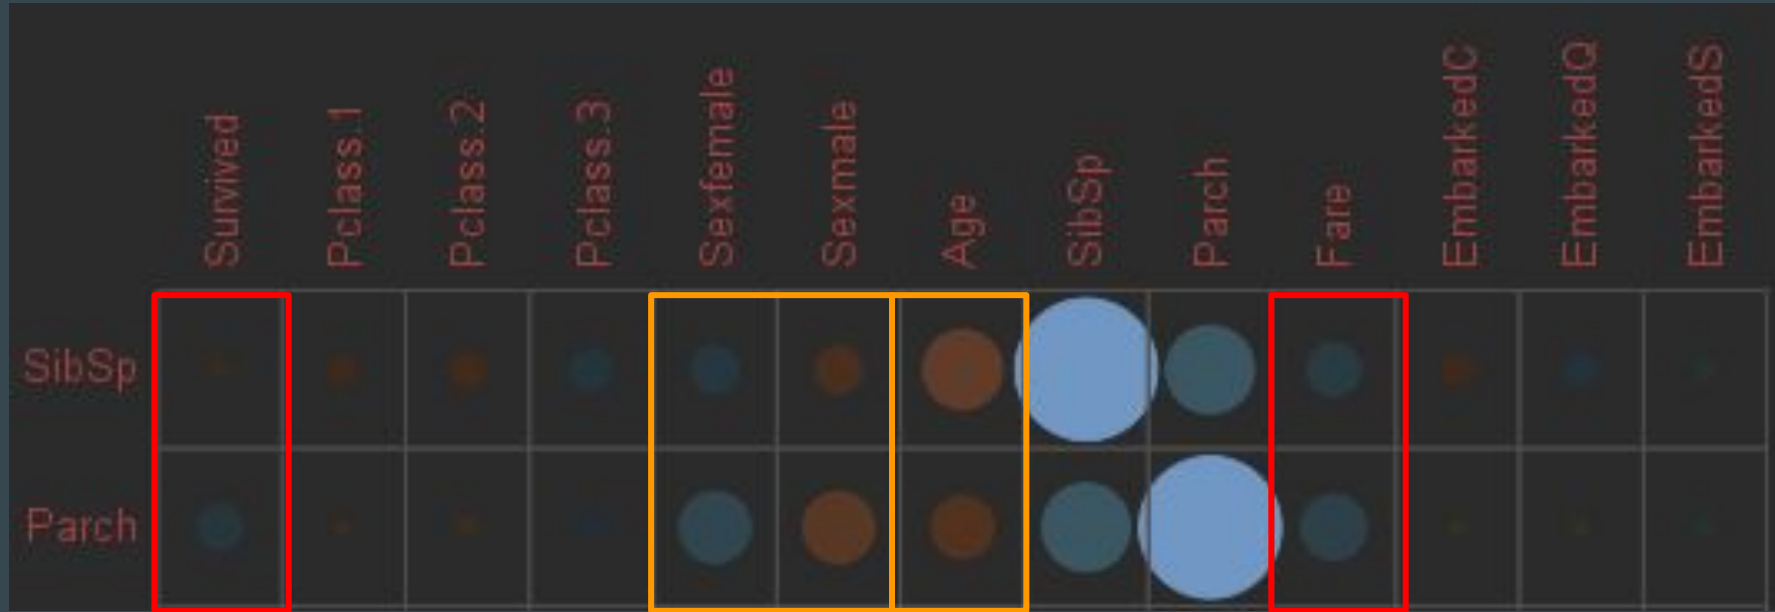 Survived
Pclass.1
Pclass.2
Pclass.3
Sexfemale
Sexmale
Age
SibSp
Parch
Fare
EmbarkedC
EmbarkedQ
EmbarkedS
SibSp
Parch